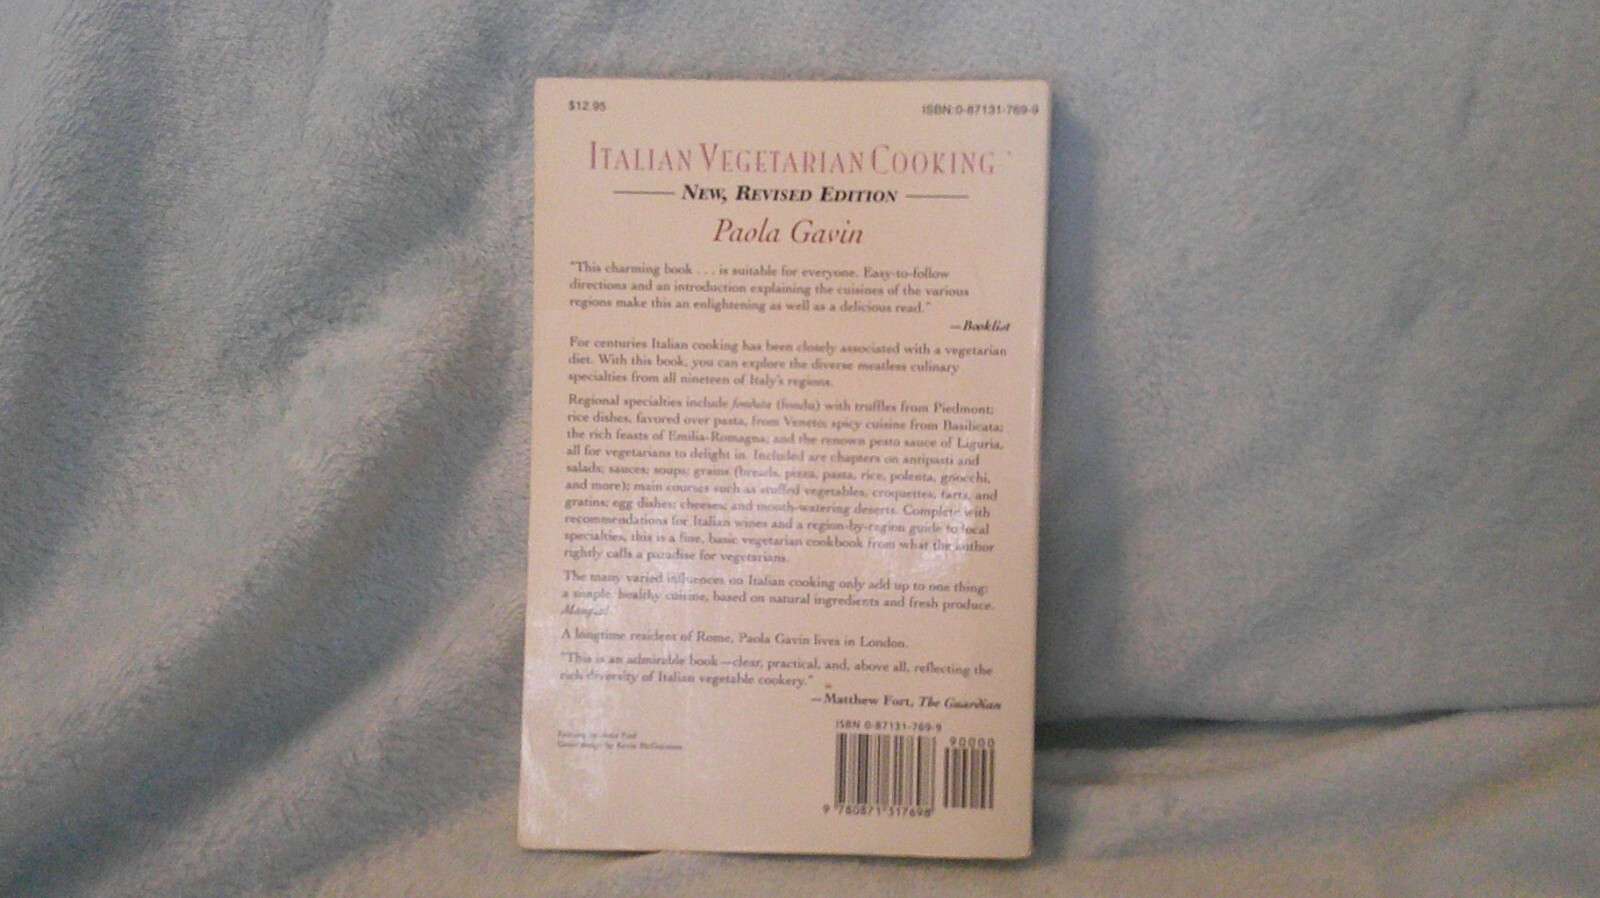 $12.95
ISBN:0-87131-769-9
ITALIAN VEGETARIAN COOKING
NEW, REVISED EDITION
Paola Gavin
"This charming book . . . is suitable for everyone. Easy-to-follow
directions and an introduction explaining the cuisines of the various
regions make this an enlightening as well as a delicious read."
—Booklist
For centuries Italian cooking has been closely associated with a vegetarian
diet. With this book, you can explore the diverse meatless culinary
specialties from all nineteen of Italy's regions.
Regional specialties include fonduta (fondu) with truffles from Piedmont;
rice dishes, favored over pasta, from Veneto; spicy cuisine from Basilicata;
the rich feasts of Emilia-Romagna; and the renown pesto sauce of Liguria,
all for vegetarians to delight in. Included are chapters on antipasti and
salads; sauces; soups; grains (breads, pizza, pasta, rice, polenta, gnocchi,
and more); main courses such as stuffed vegetables, croquettes, tarts, and
gratins; egg dishes; cheeses; and mouth-watering deserts. Complete with
recommendations for Italian wines and a region-by-region guide to local
specialties, this is a fine, basic vegetarian cookbook from what the author
rightly calls a paradise for vegetarians.
The many varied influences on Italian cooking only add up to one thing:
a simple, healthy cuisine, based on natural ingredients and fresh produce.
Mangia!
A longtime resident of Rome, Paola Gavin lives in London.
"This is an admirable book—clear, practical, and, above all, reflecting the
rich diversity of Italian vegetable cookery."
—Matthew Fort, The Guardian
ISBN 0-87131-769-9
90000
9 780871 317698
Painting by
Cover design by Kevin